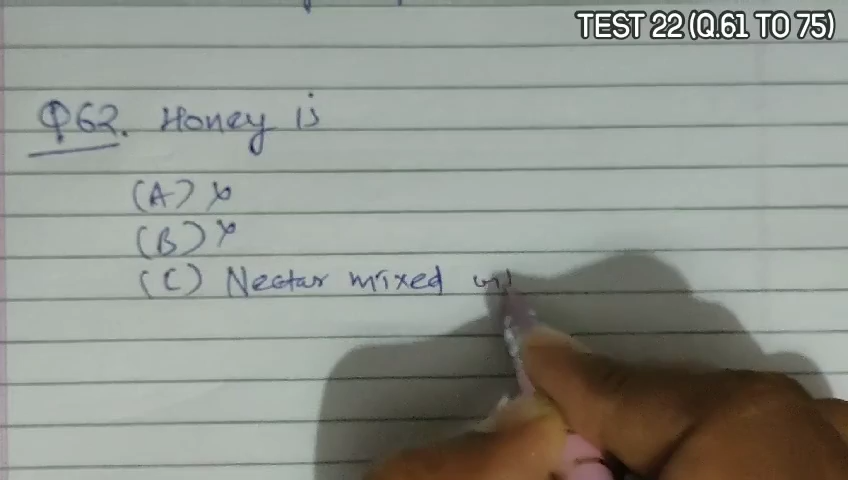 TEST 22 (Q.61 TO 75)
Q62. Honey is
(A) x
(B) x
(C) Nectar mixed